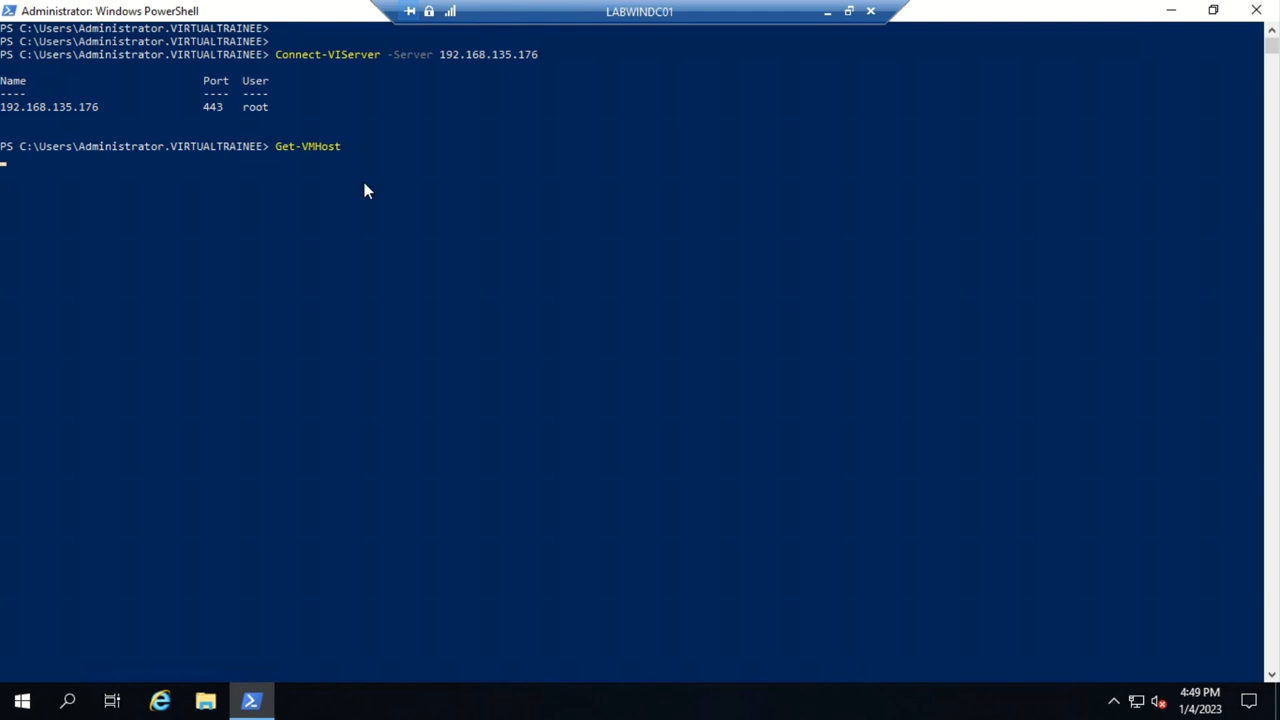 Administrator: Windows PowerShell
LABWINDC01
PS C:\Users\Administrator.VIRTUALTRAINEE>
PS C:\Users\Administrator.VIRTUALTRAINEE>
PS C:\Users\Administrator.VIRTUALTRAINEE> Connect-VIServer -Server 192.168.135.176
Name Port User
---- ---- ----
192.168.135.176 443 root
PS C:\Users\Administrator.VIRTUALTRAINEE> Get-VMHost
4:49 PM
1/4/2023